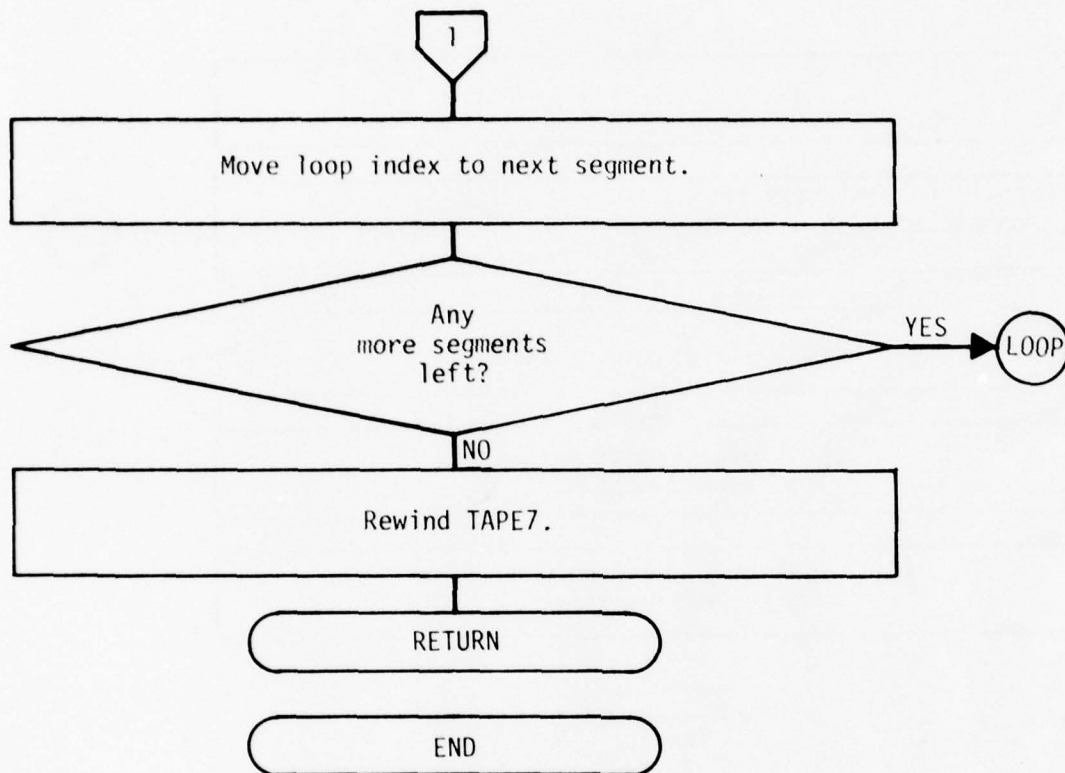 1
Move loop index to next segment.
Any
more segments
left?
YES
LOOP
NO
Rewind TAPE7.
RETURN
END